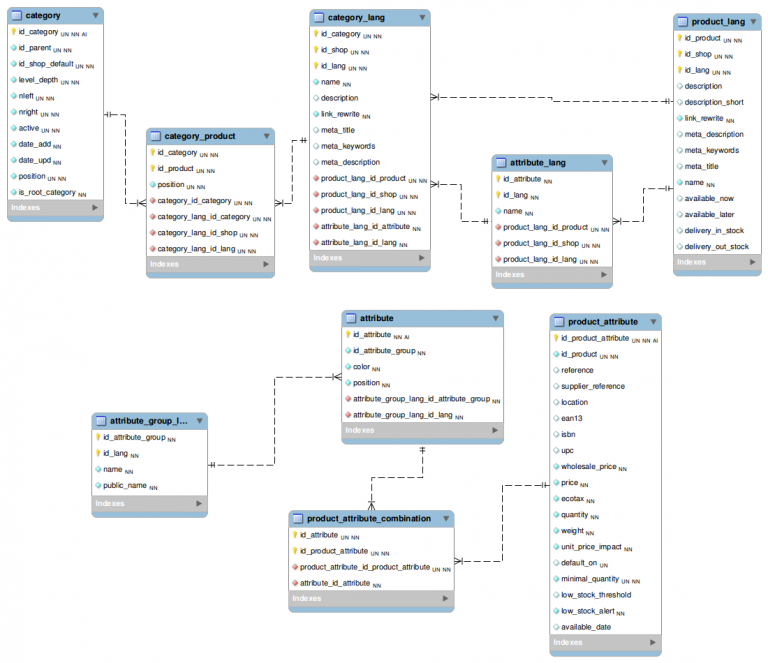 category
id_category UN NN AI
id_parent UN NN
id_shop_default UN NN
level_depth UN NN
nleft UN NN
nright UN NN
active UN NN
date_add NN
date_upd NN
position UN NN
is_root_category NN
Indexes
category_product
id_category UN NN
id_product UN NN
position UN NN
category_id_category UN NN
category_lang_id_category UN NN
category_lang_id_shop UN NN
category_lang_id_lang UN NN
Indexes
category_lang
id_category UN NN
id_shop UN NN
id_lang UN NN
name NN
description
link_rewrite NN
meta_title
meta_keywords
meta_description
product_lang_id_product UN NN
product_lang_id_shop UN NN
product_lang_id_lang UN NN
attribute_lang_id_attribute NN
attribute_lang_id_lang NN
Indexes
attribute_lang
id_attribute NN
id_lang NN
name NN
product_lang_id_product UN NN
product_lang_id_shop UN NN
product_lang_id_lang UN NN
Indexes
product_lang
id_product UN NN
id_shop UN NN
id_lang UN NN
description
description_short
link_rewrite NN
meta_description
meta_keywords
meta_title
name NN
available_now
available_later
delivery_in_stock
delivery_out_stock
Indexes
attribute
id_attribute NN AI
id_attribute_group NN
color NN
position NN
attribute_group_lang_id_attribute_group NN
attribute_group_lang_id_lang NN
Indexes
attribute_group_l...
id_attribute_group NN
id_lang NN
name NN
public_name NN
Indexes
product_attribute_combination
id_attribute UN NN
id_product_attribute UN NN
product_attribute_id_product_attribute UN NN
attribute_id_attribute NN
Indexes
product_attribute
id_product_attribute UN NN AI
id_product UN NN
reference
supplier_reference
location
ean13
isbn
upc
wholesale_price NN
price NN
ecotax NN
quantity NN
weight NN
unit_price_impact NN
default_on UN
minimal_quantity UN NN
low_stock_threshold
low_stock_alert NN
available_date
Indexes